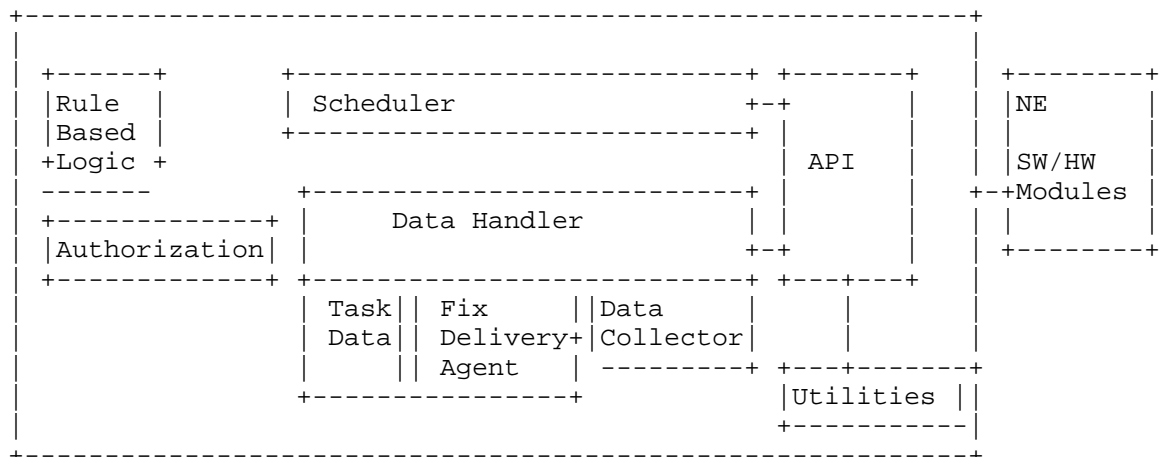 Rule Scheduler NE
Based
Logic API SW/HW
Modules
Data Handler
Authorization
Task Fix Data
Data Delivery Collector
Agent
Utilities